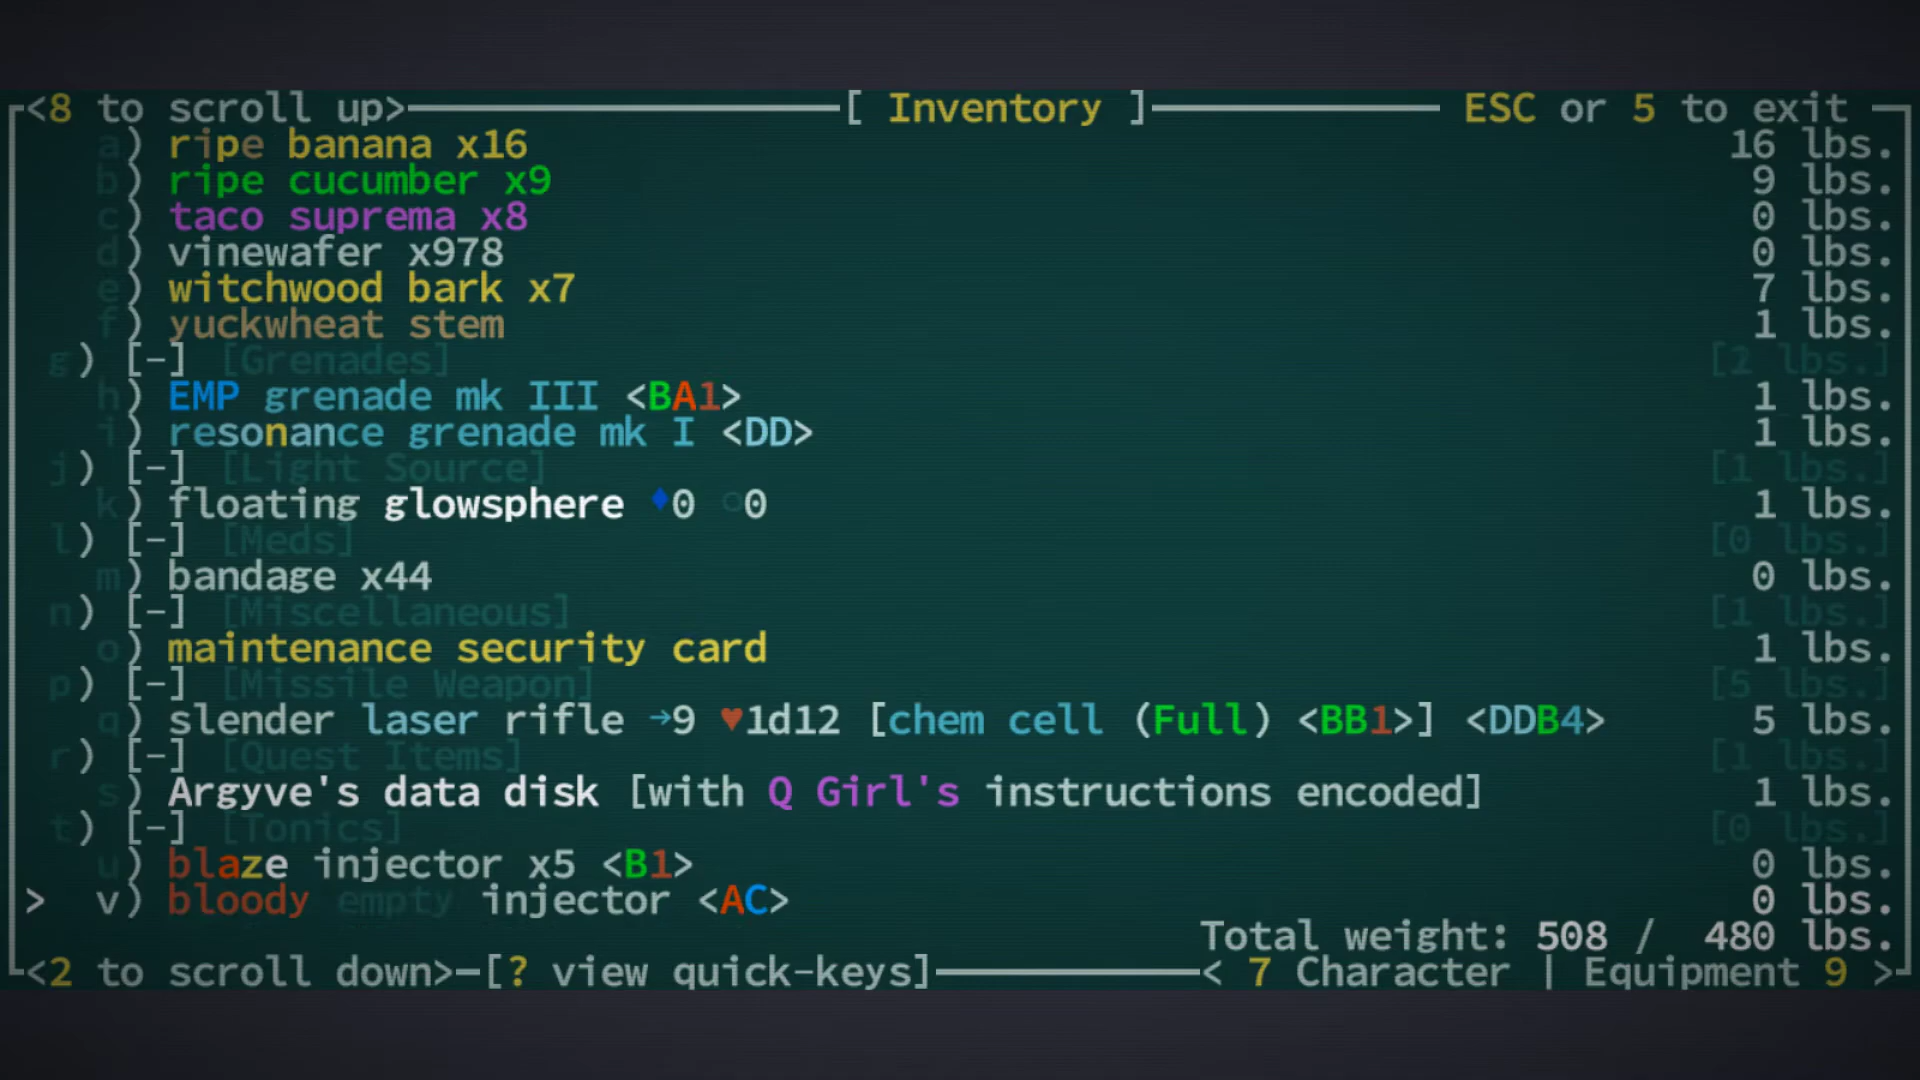 <8 to scroll up> [ Inventory ] ESC or 5 to exit
a) ripe banana x16 16 lbs.
b) ripe cucumber x9 9 lbs.
c) taco suprema x8 0 lbs.
d) vinewafer x978 0 lbs.
e) witchwood bark x7 7 lbs.
f) yuckwheat stem 1 lbs.
g) [-] [Grenades] [2 lbs.]
h) EMP grenade mk III <BA1> 1 lbs.
i) resonance grenade mk I <DD> 1 lbs.
j) [-] [Light Source] [1 lbs.]
k) floating glowsphere ♦0 ○0 1 lbs.
l) [-] [Meds] [0 lbs.]
m) bandage x44 0 lbs.
n) [-] [Miscellaneous] [1 lbs.]
o) maintenance security card 1 lbs.
p) [-] [Missile Weapon] [5 lbs.]
q) slender laser rifle →9 ♥1d12 [chem cell (Full) <BB1>] <DDB4> 5 lbs.
r) [-] [Quest Items] [1 lbs.]
s) Argyve's data disk [with Q Girl's instructions encoded] 1 lbs.
t) [-] [Tonics] [0 lbs.]
u) blaze injector x5 <B1> 0 lbs.
> v) bloody empty injector <AC> 0 lbs.
Total weight: 508 / 480 lbs.
<2 to scroll down> [? view quick-keys] < 7 Character | Equipment 9 >